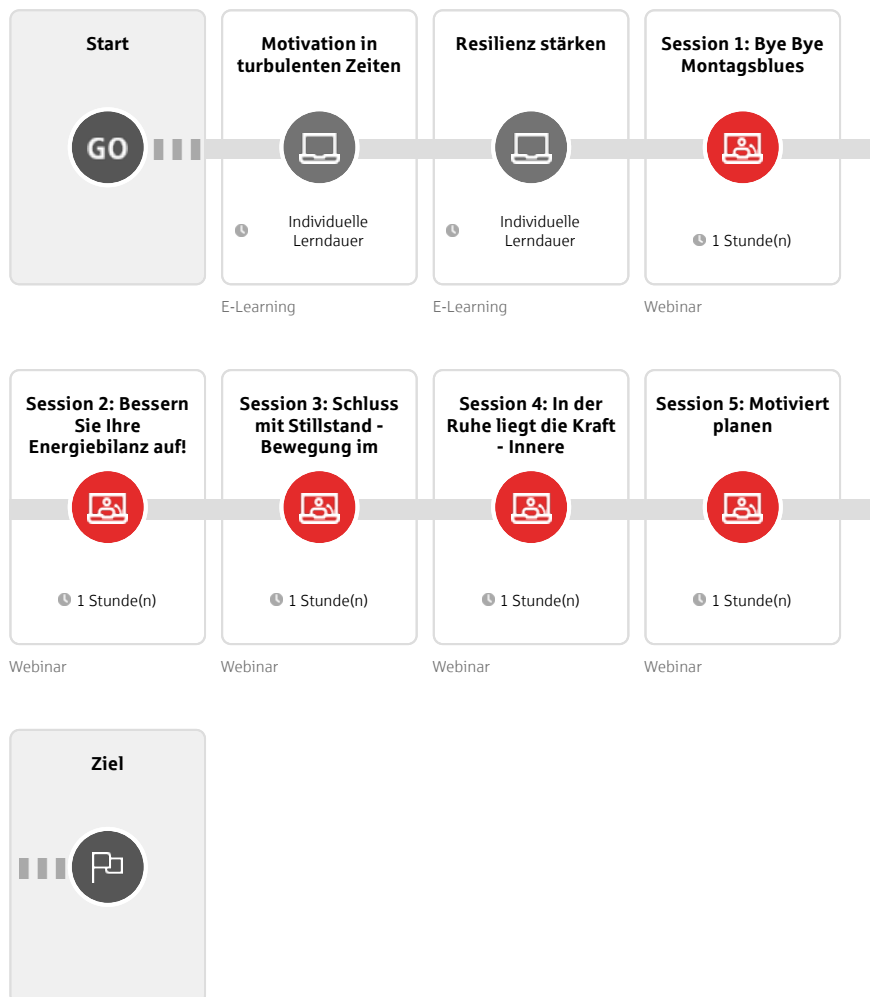 Start
Motivation in
turbulenten Zeiten
Resilienz stärken
Session 1: Bye Bye
Montagsblues
GO
Individuelle
Lerndauer
Individuelle
Lerndauer
1 Stunde(n)
E-Learning
E-Learning
Webinar
Session 2: Bessern
Sie Ihre
Energiebilanz auf!
Session 3: Schluss
mit Stillstand -
Bewegung im
Session 4: In der
Ruhe liegt die Kraft
- Innere
Session 5: Motiviert
planen
1 Stunde(n)
1 Stunde(n)
1 Stunde(n)
1 Stunde(n)
Webinar
Webinar
Webinar
Webinar
Ziel